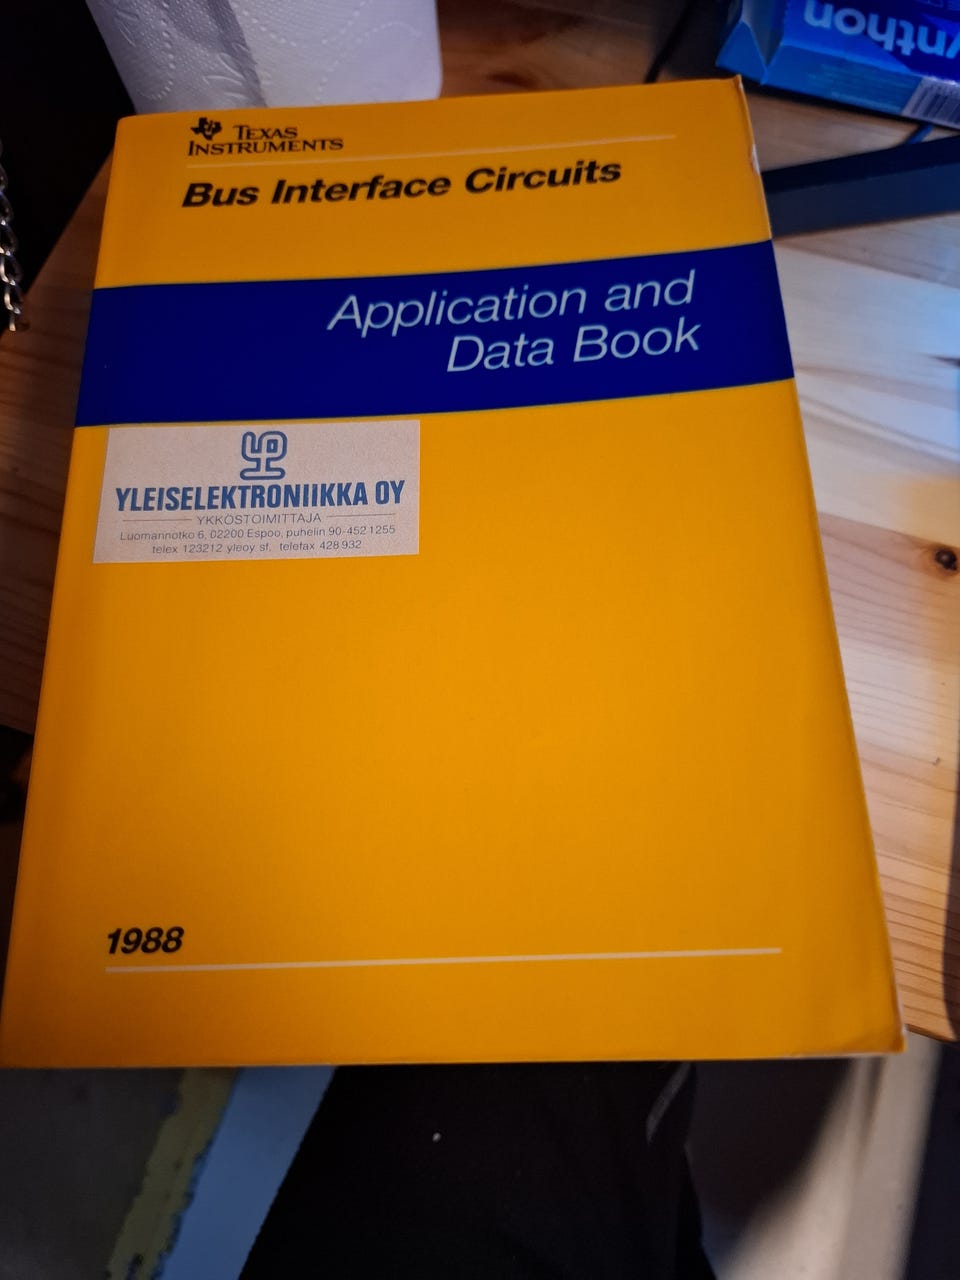 ython
TEXAS
INSTRUMENTS
Bus Interface Circuits
Application and
Data Book
YLEISELEKTRONIIKKA OY
YKKÖSTOIMITTAJA
Luomannotko 6, 02200 Espoo, puhelin 90-452 1255
telex 123212 yleoy sf, telefax 428 932
1988